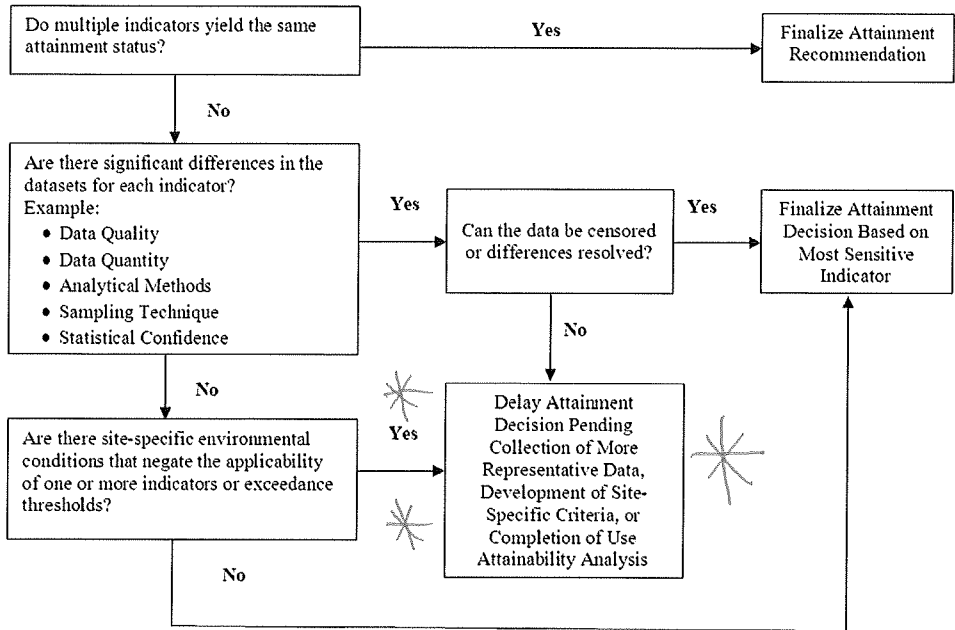 Do multiple indicators yield the same
attainment status?
Yes
Finalize Attainment
Recommendation
No
Are there significant differences in the
datasets for each indicator?
Example:
• Data Quality
• Data Quantity
• Analytical Methods
• Sampling Technique
• Statistical Confidence
Yes
Can the data be censored
or differences resolved?
Yes
Finalize Attainment
Decision Based on
Most Sensitive
Indicator
No
No
Are there site-specific environmental
conditions that negate the applicability
of one or more indicators or exceedance
thresholds?
Yes
Delay Attainment
Decision Pending
Collection of More
Representative Data,
Development of Site-
Specific Criteria, or
Completion of Use
Attainability Analysis
No